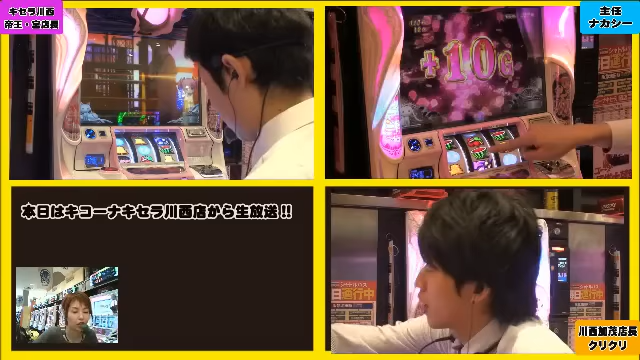 キセラ川西
帝王・宮店長
主任
ナカシー
+10G
本日はキコーナキセラ川西店から生放送!!
川西加茂店長
クリクリ